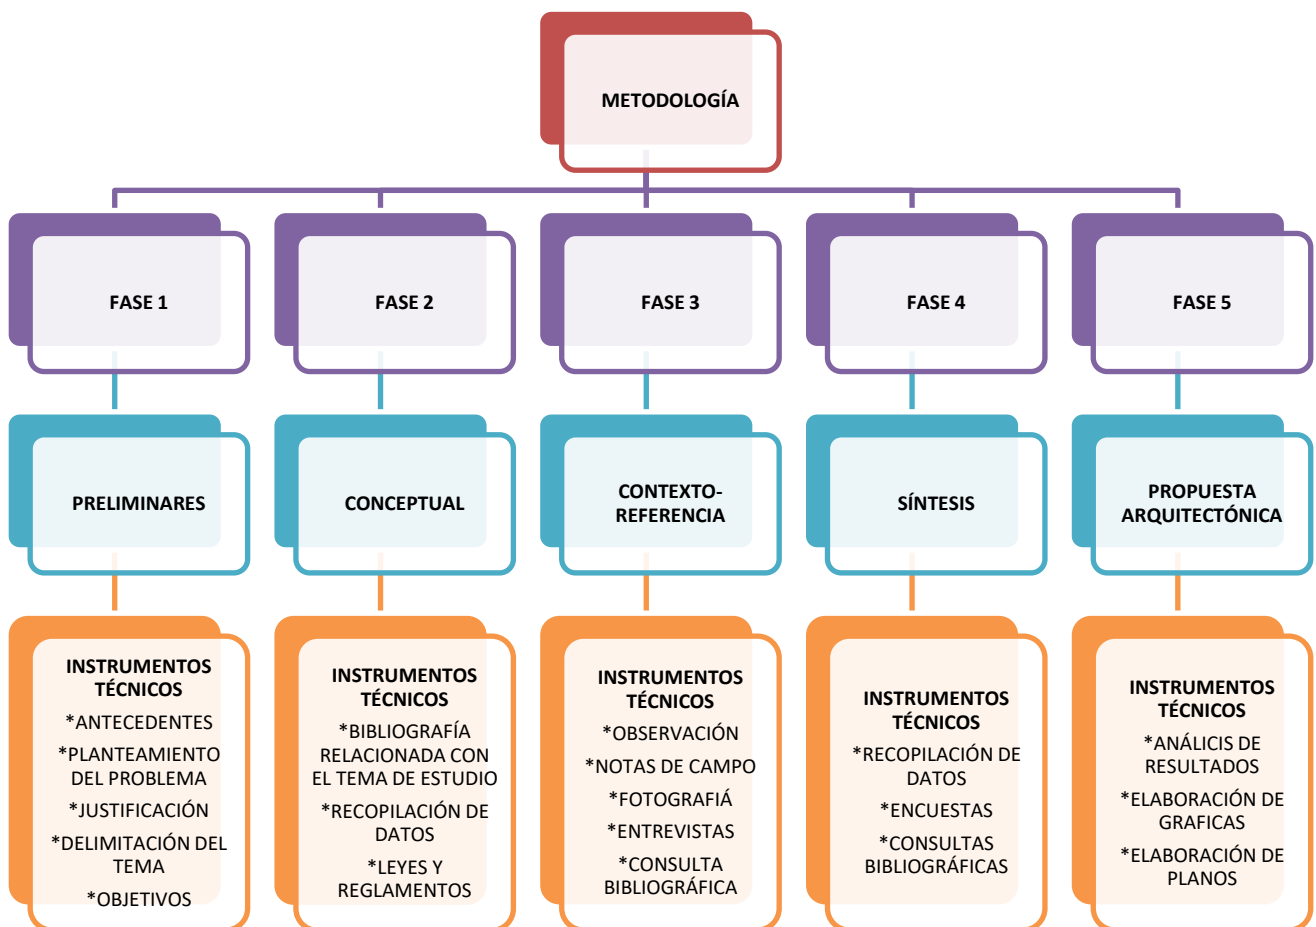 METODOLOGÍA
FASE 1
FASE 2
FASE 3
FASE 4
FASE 5
PRELIMINARES
CONCEPTUAL
CONTEXTO-
REFERENCIA
SÍNTESIS
PROPUESTA
ARQUITECTÓNICA
INSTRUMENTOS
TÉCNICOS
*ANTECEDENTES
*PLANTEAMIENTO
DEL PROBLEMA
*JUSTIFICACIÓN
*DELIMITACIÓN DEL
TEMA
*OBJETIVOS
INSTRUMENTOS
TÉCNICOS
*BIBLIOGRAFÍA
RELACIONADA CON
EL TEMA DE ESTUDIO
*RECOPILACIÓN DE
DATOS
*LEYES Y
REGLAMENTOS
INSTRUMENTOS
TÉCNICOS
*OBSERVACIÓN
*NOTAS DE CAMPO
*FOTOGRAFIÁ
*ENTREVISTAS
*CONSULTA
BIBLIOGRÁFICA
INSTRUMENTOS
TÉCNICOS
*RECOPILACIÓN DE
DATOS
*ENCUESTAS
*CONSULTAS
BIBLIOGRÁFICAS
INSTRUMENTOS
TÉCNICOS
*ANÁLICIS DE
RESULTADOS
*ELABORACIÓN DE
GRAFICAS
*ELABORACIÓN DE
PLANOS